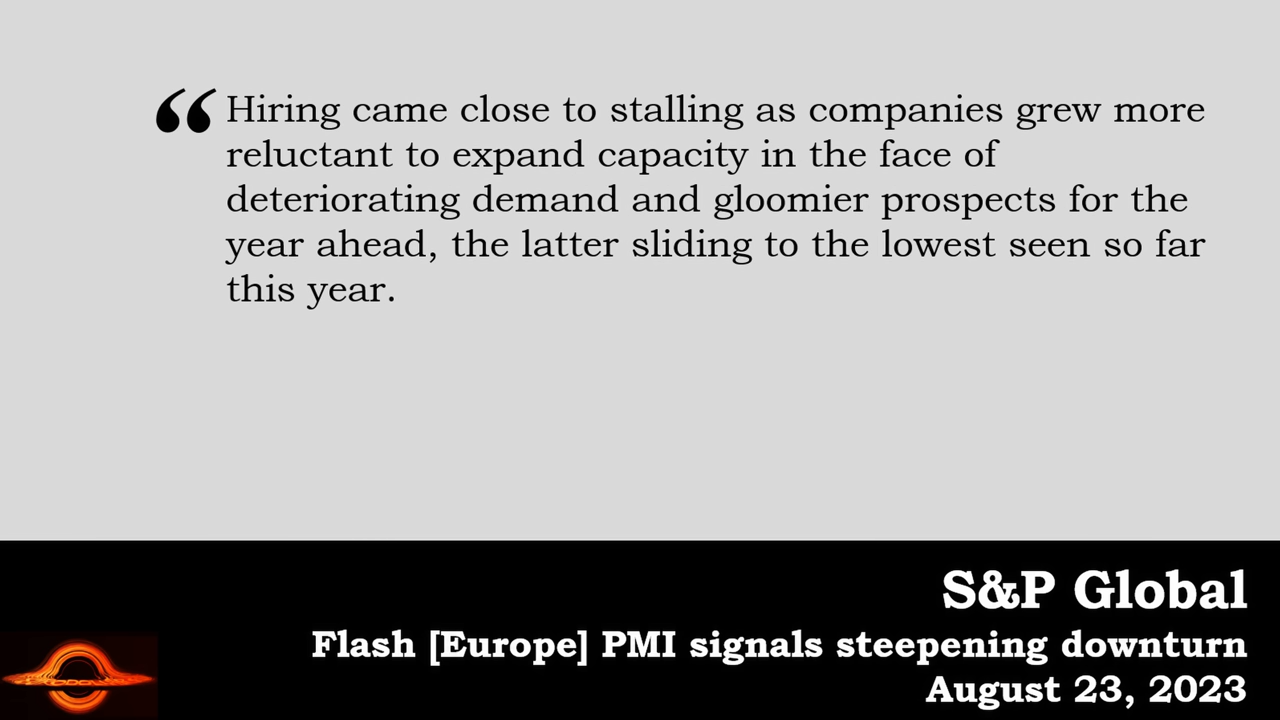 “Hiring came close to stalling as companies grew more
reluctant to expand capacity in the face of
deteriorating demand and gloomier prospects for the
year ahead, the latter sliding to the lowest seen so far
this year.
S&P Global
Flash [Europe] PMI signals steepening downturn
August 23, 2023